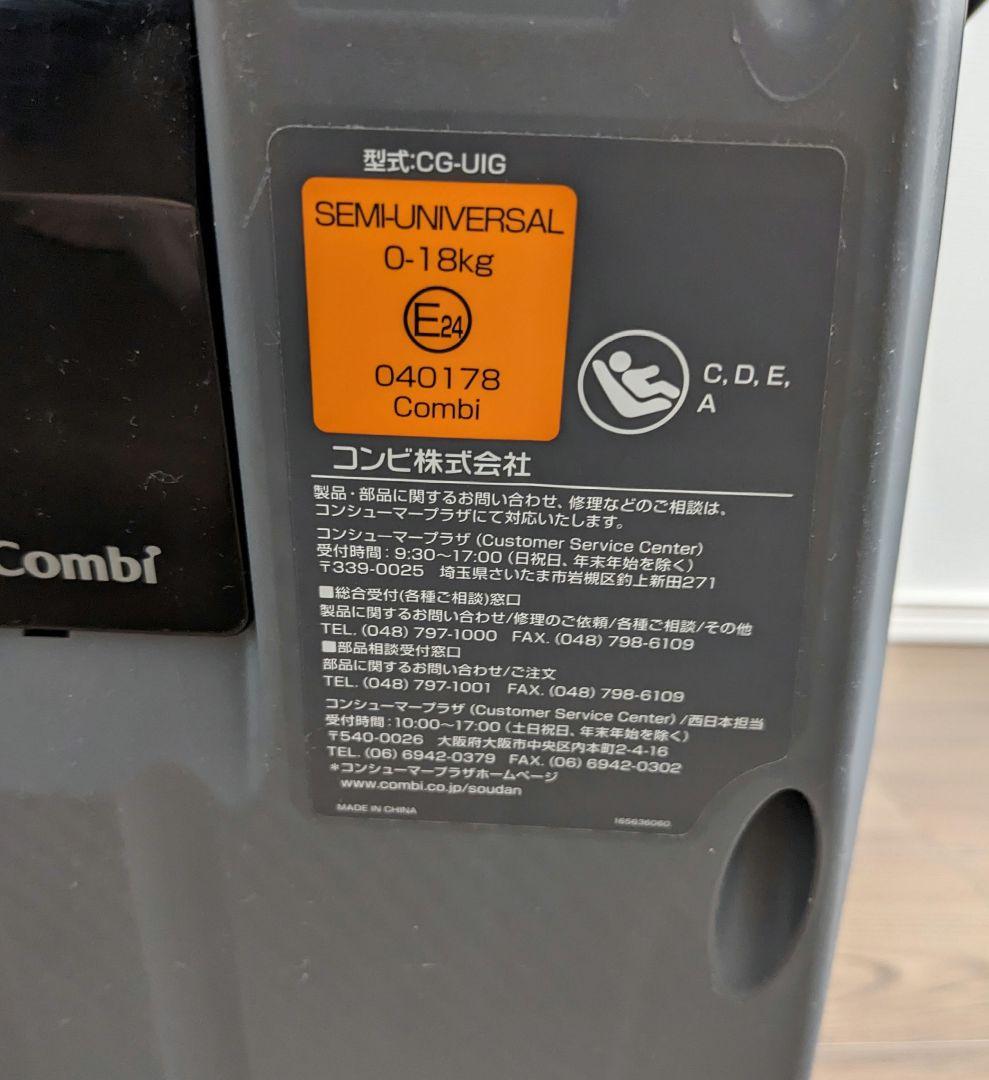 型式:CG-UIG
SEMI-UNIVERSAL
0-18kg
E24
040178
Combi
C, D, E,
A
コンビ株式会社
製品・部品に関するお問い合わせ、修理などのご相談は、
コンシューマープラザにて対応いたします。
コンシューマープラザ (Customer Service Center)
受付時間：9:30～17:00 (日祝日、年末年始を除く)
〒339-0025 埼玉県さいたま市岩槻区釣上新田271
■総合受付(各種ご相談)窓口
製品に関するお問い合わせ/修理のご依頼/各種ご相談/その他
TEL. (048) 797-1000 FAX. (048) 798-6109
■部品相談受付窓口
部品に関するお問い合わせ/ご注文
TEL. (048) 797-1001 FAX. (048) 798-6109
コンシューマープラザ (Customer Service Center) /西日本担当
受付時間：10:00～17:00 (土日祝日、年末年始を除く)
〒540-0026 大阪府大阪市中央区内本町2-4-16
TEL. (06) 6942-0379 FAX. (06) 6942-0302
＊コンシューマープラザホームページ
www.combi.co.jp/soudan
MADE IN CHINA
165636060
Combi